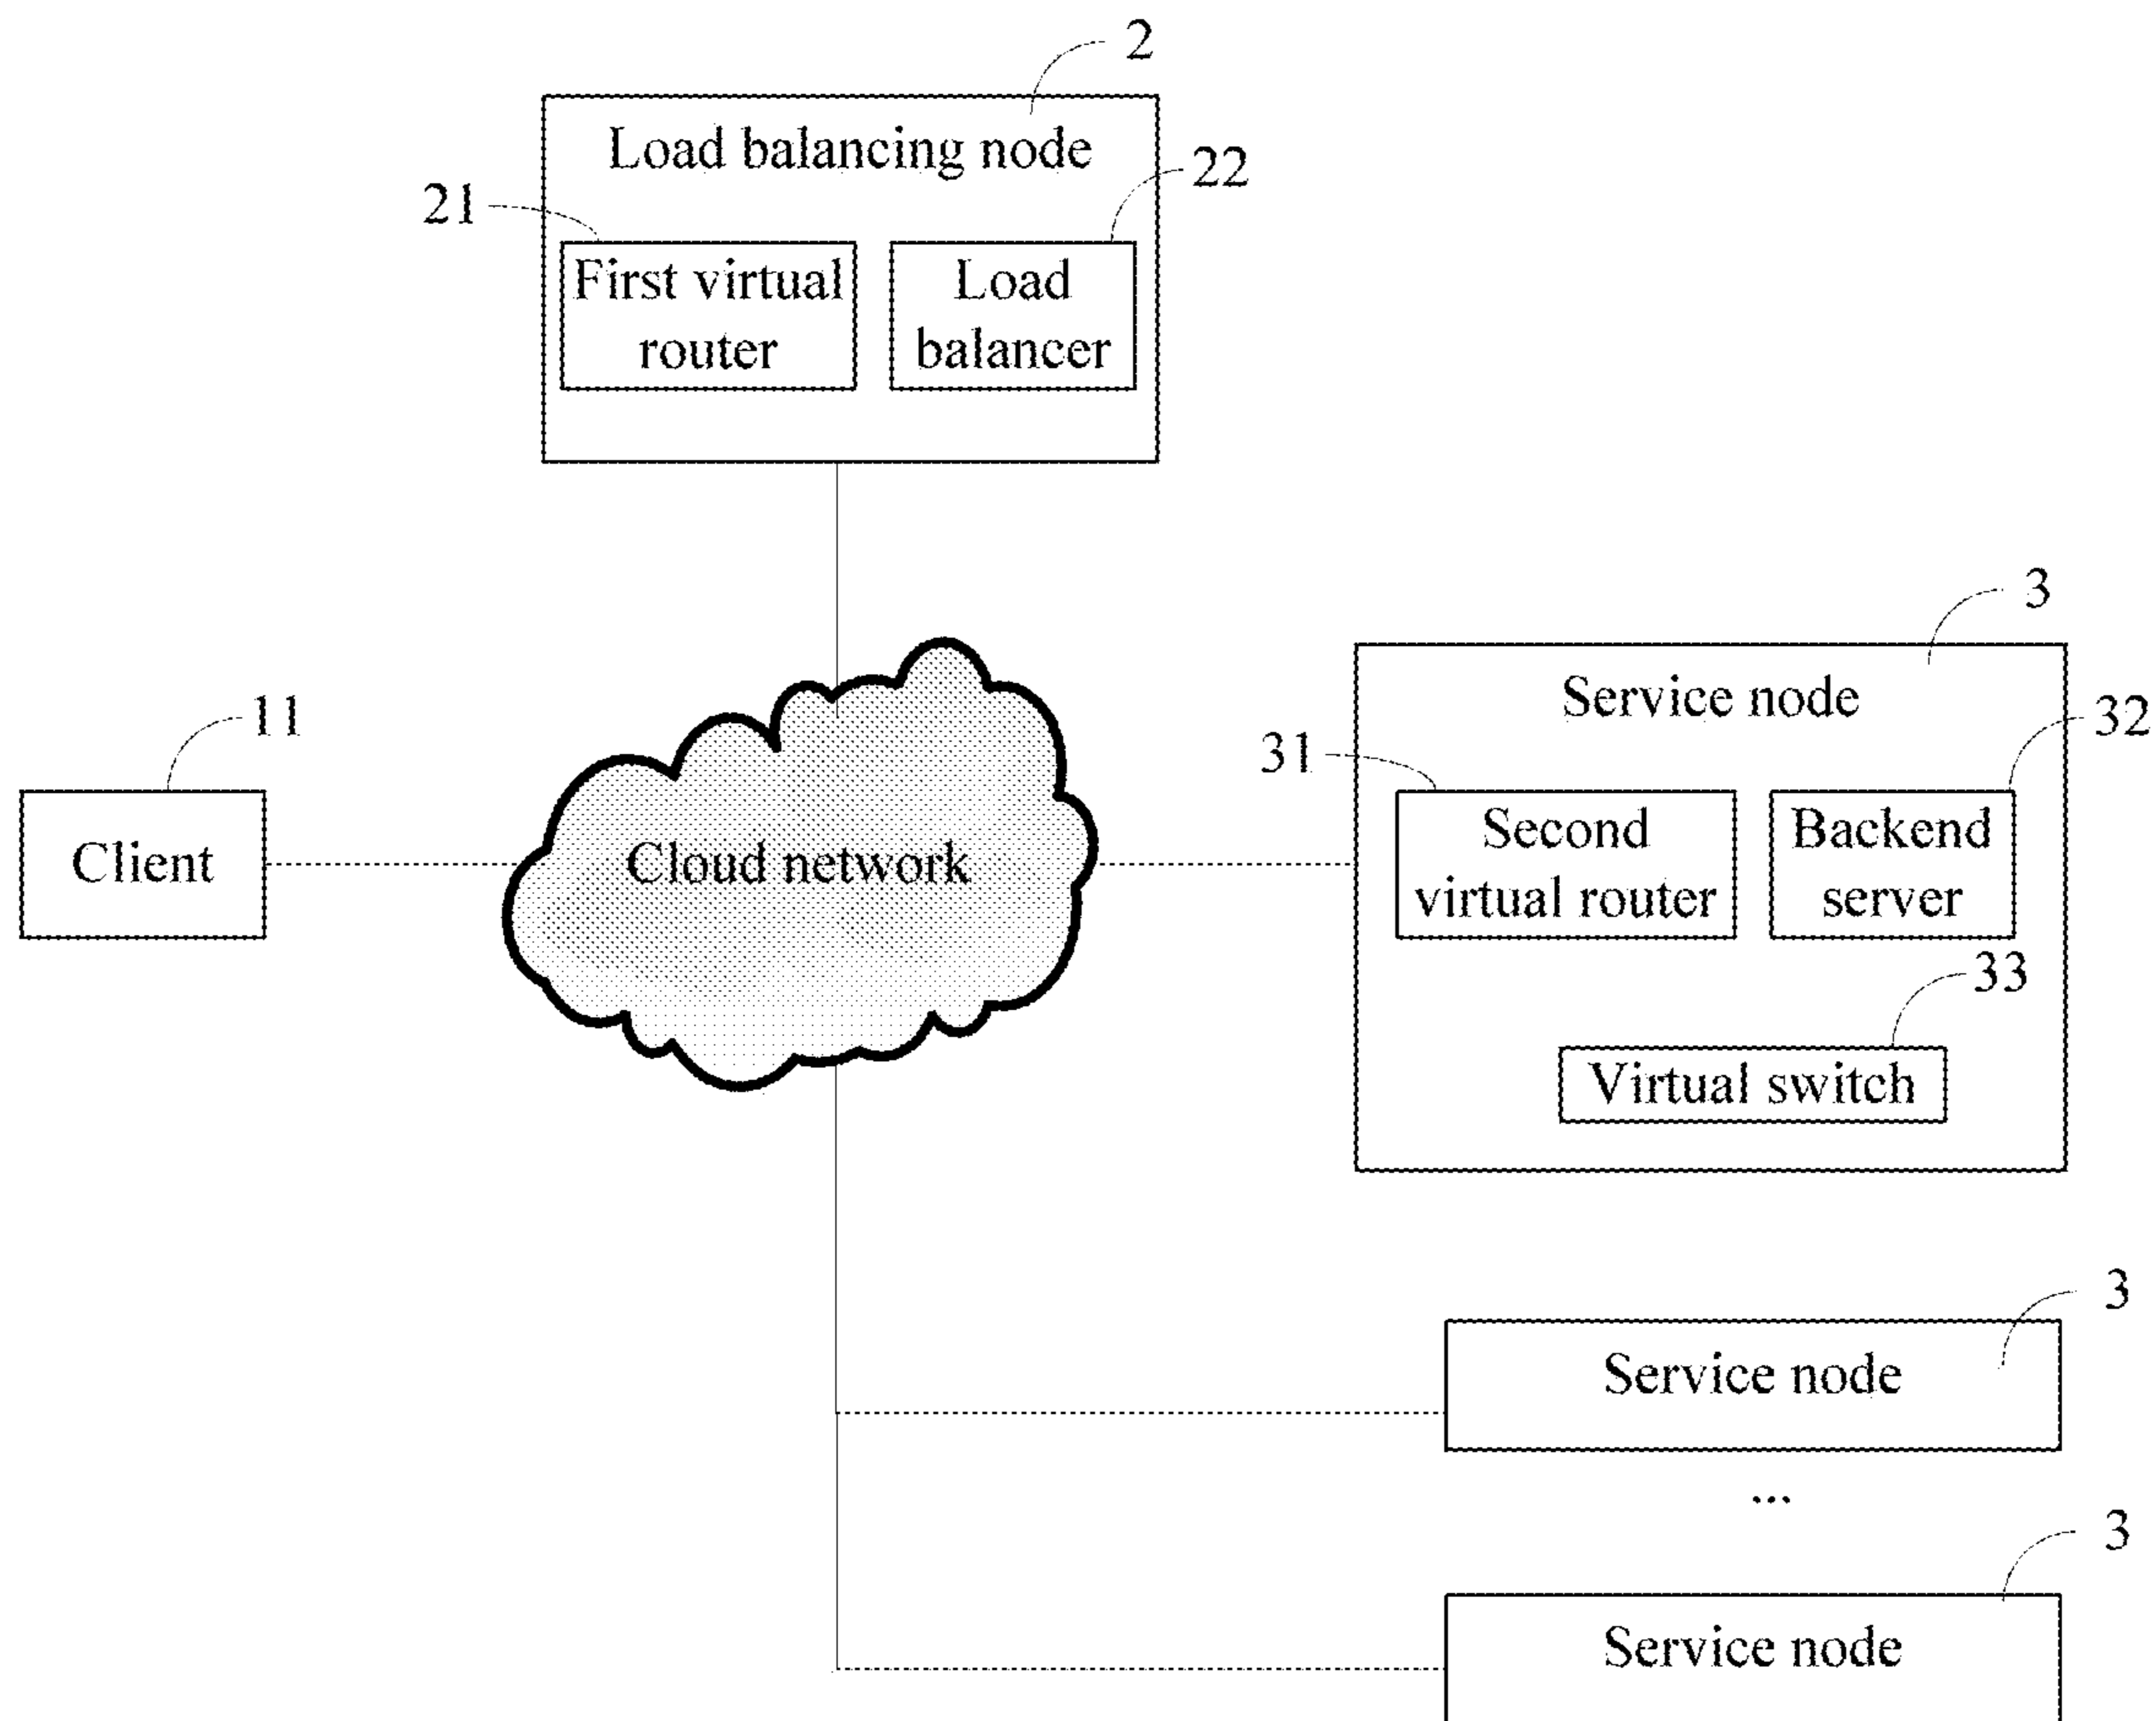 2
Load balancing node
22
21
First virtual
router
Load
balancer
3
Service node
11
32
31
Client
Cloud network
Second
virtual router
Backend
server
33
Virtual switch
3
Service node
...
3
Service node